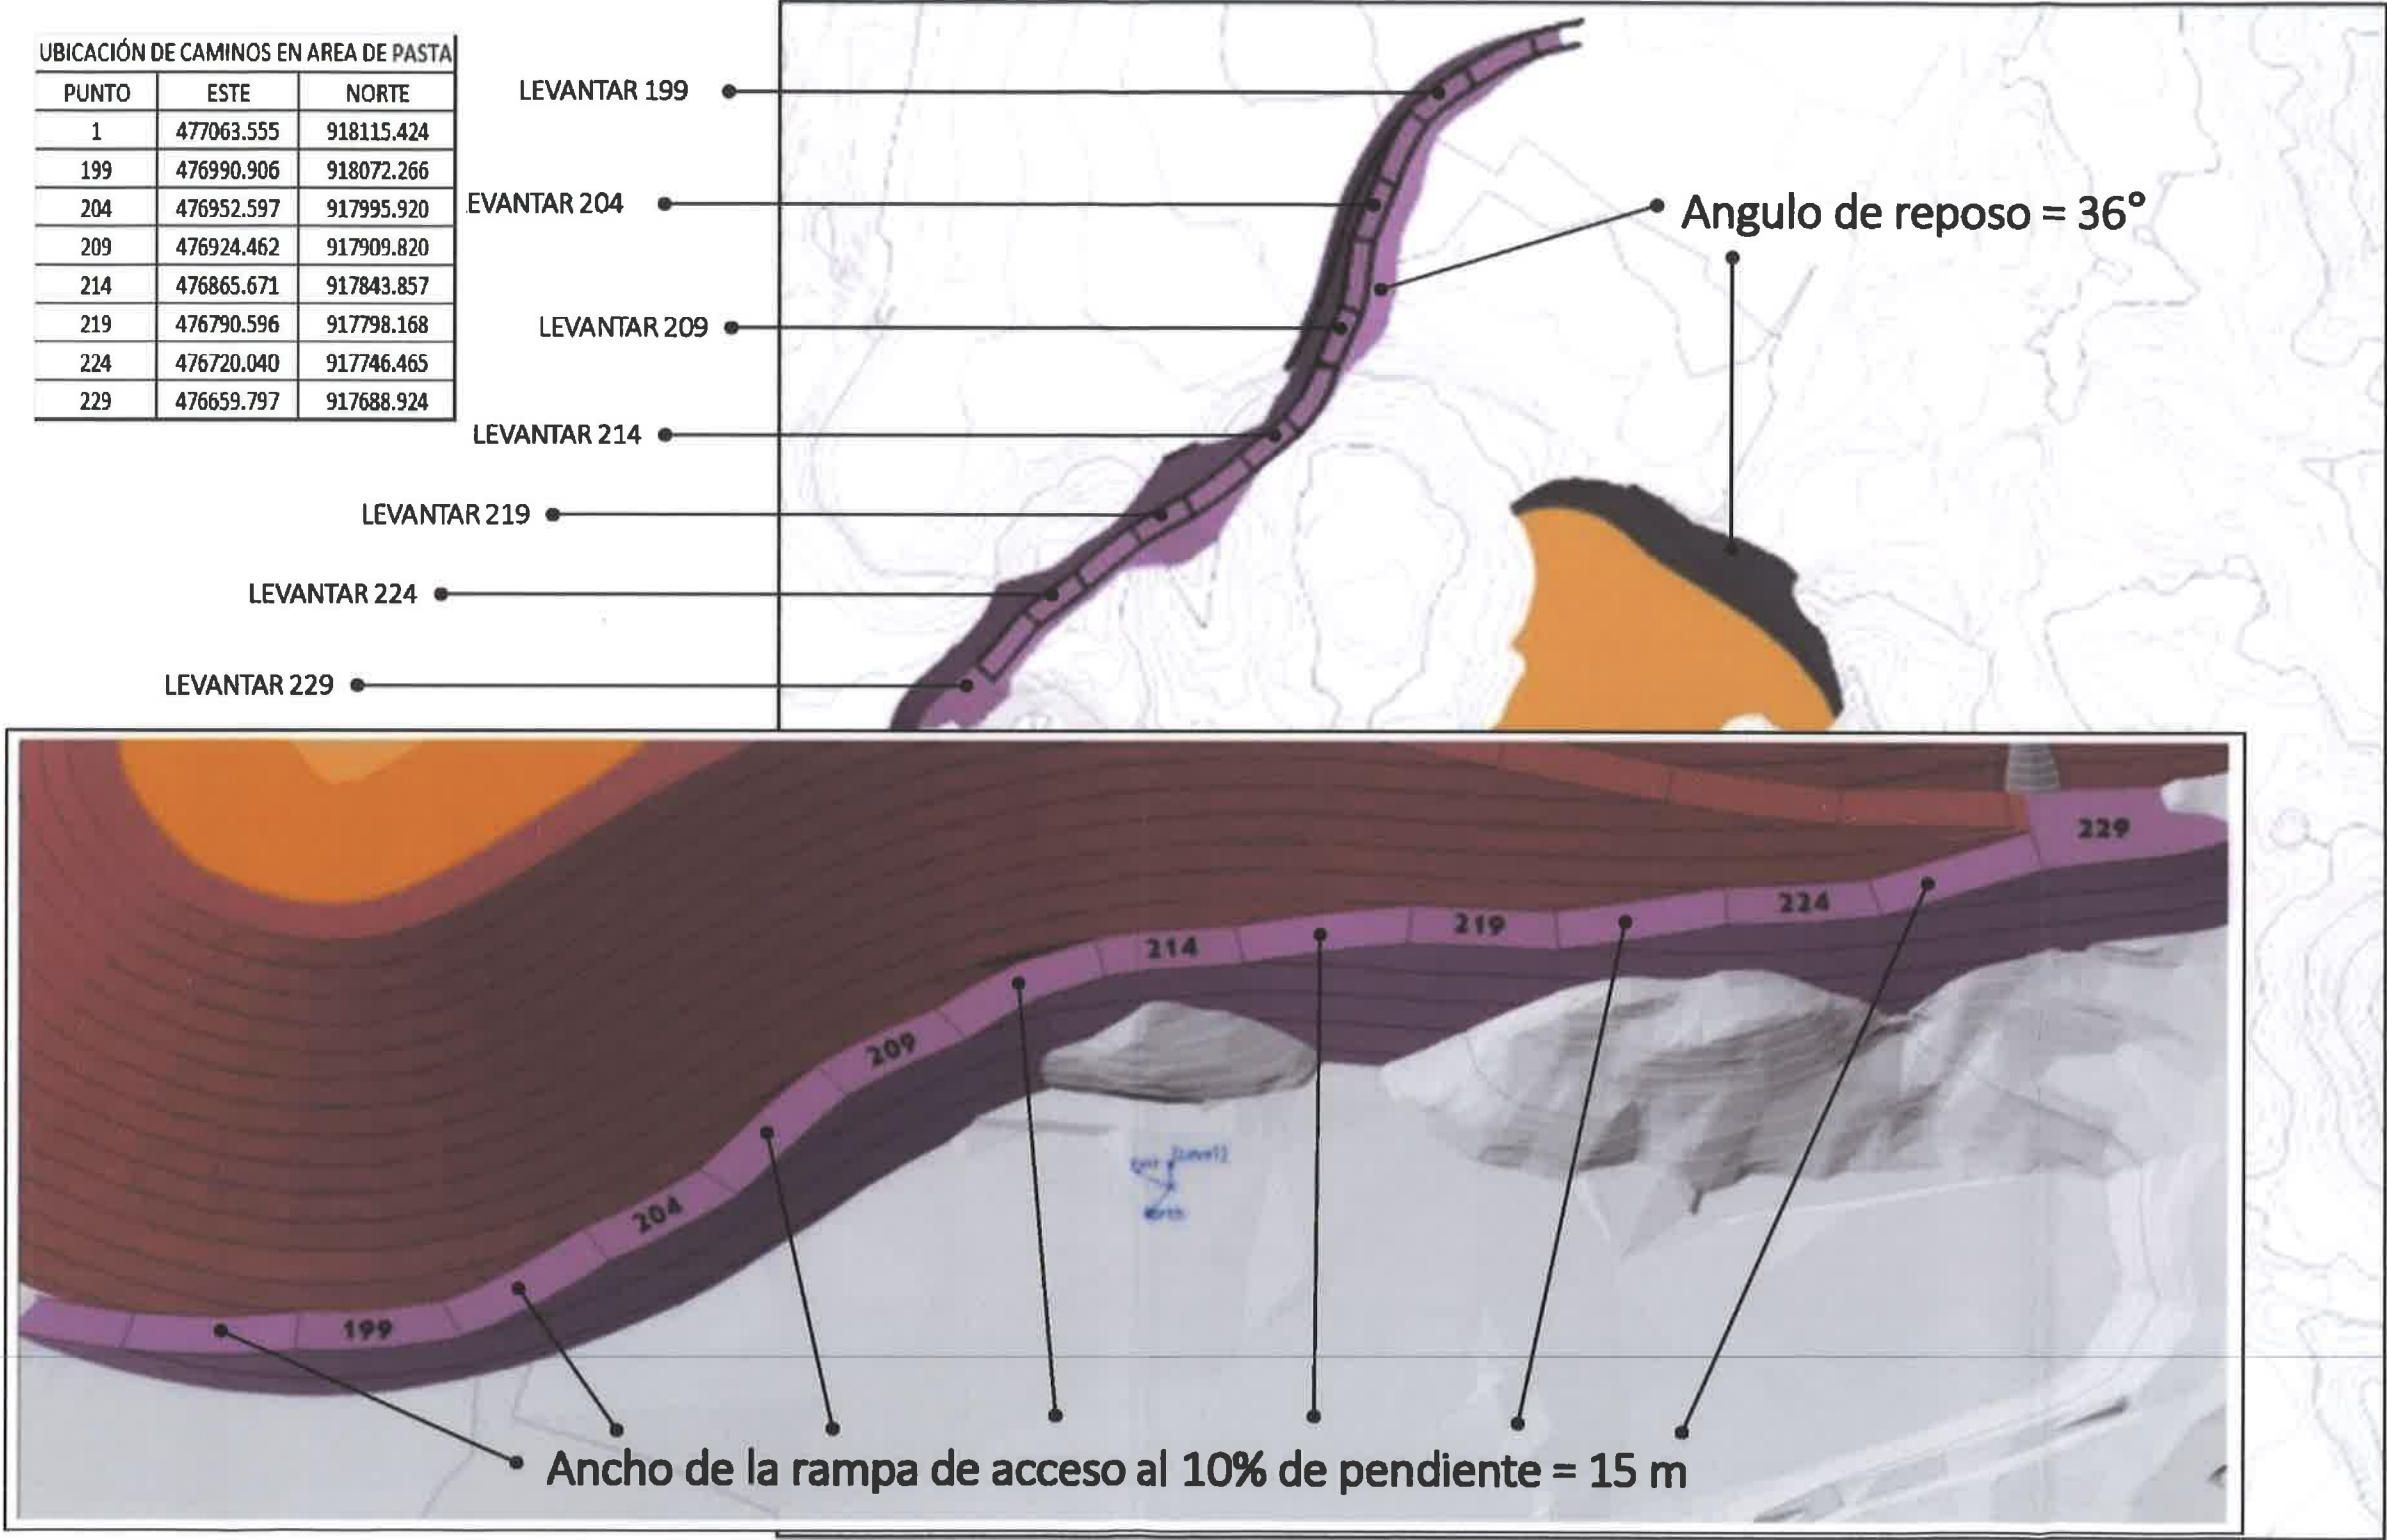 UBICACIÓN DE CAMINOS EN AREA DE PASTA
PUNTO ESTE NORTE
1 477063.555 918115.424
199 476990.906 918072.266
204 476952.597 917995.920
209 476924.462 917909.820
214 476865.671 917843.857
219 476790.596 917798.168
224 476720.040 917746.465
229 476659.797 917688.924
LEVANTAR 199
EVANTAR 204
LEVANTAR 209
LEVANTAR 214
LEVANTAR 219
LEVANTAR 224
LEVANTAR 229
Angulo de reposo = 36°
229
224
219
214
209
204
199
Ancho de la rampa de acceso al 10% de pendiente = 15 m